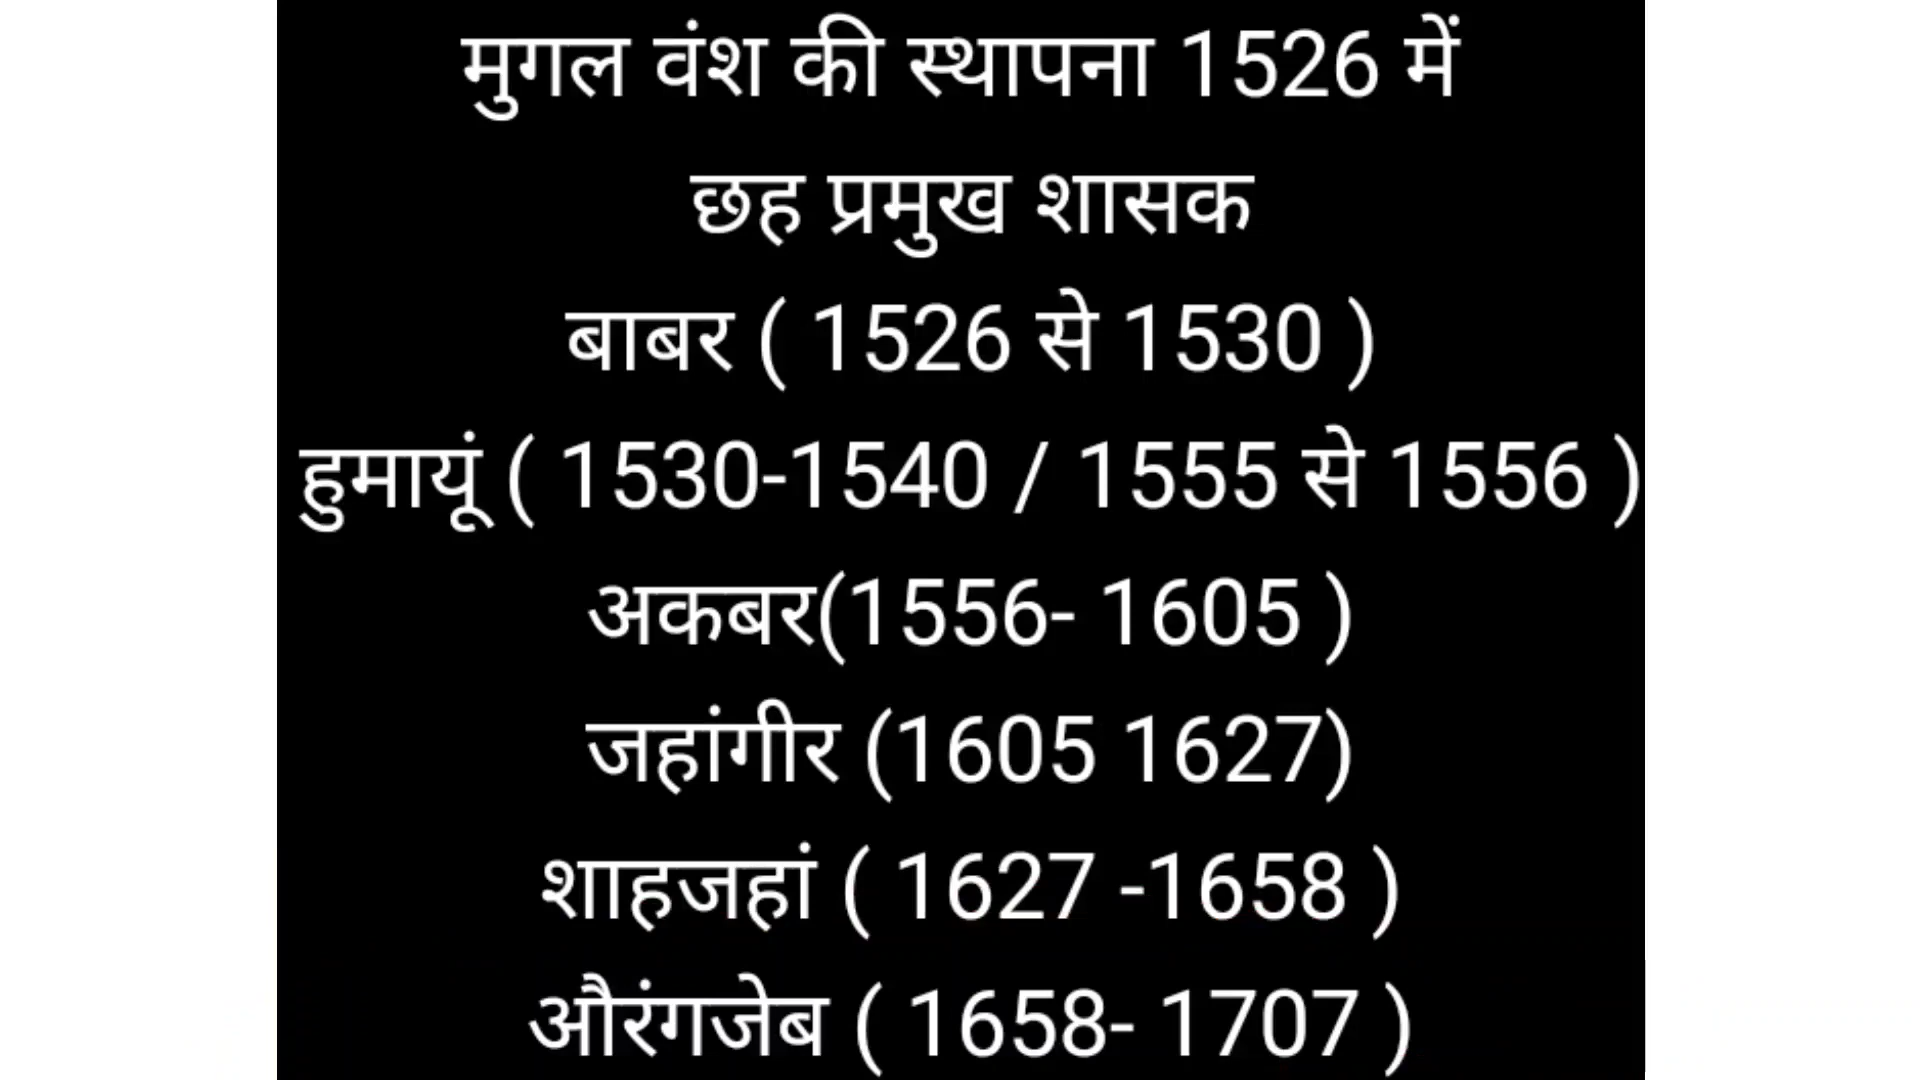 मुगल वंश की स्थापना 1526 में
छह प्रमुख शासक
बाबर ( 1526 से 1530 )
हुमायूं ( 1530-1540 / 1555 से 1556 )
अकबर(1556- 1605 )
जहांगीर (1605 1627)
शाहजहां ( 1627 -1658 )
औरंगजेब ( 1658- 1707 )